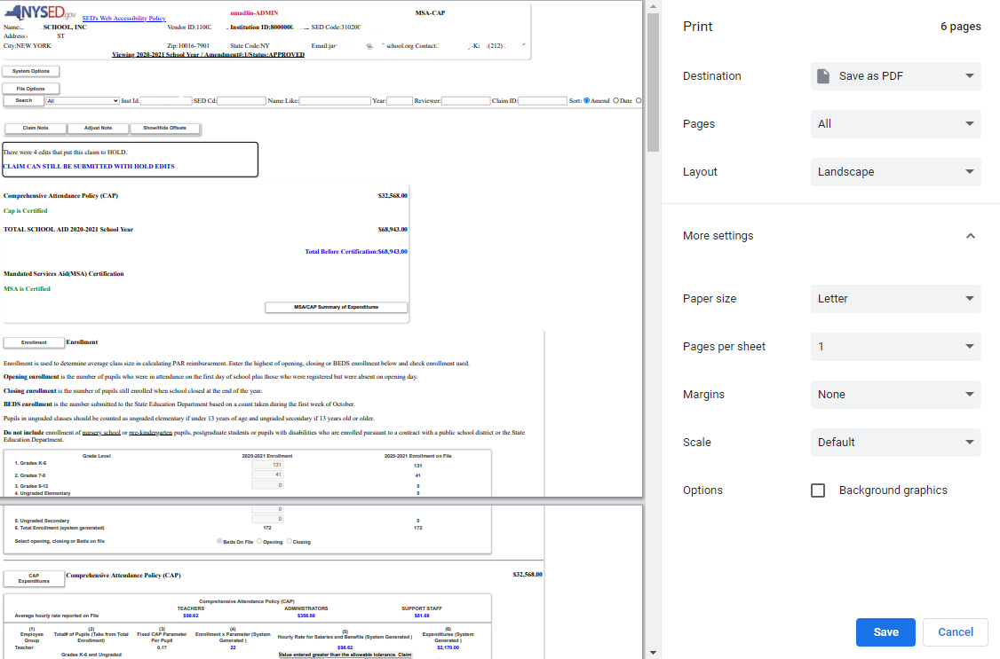 NYSED.gov SED's Web Accessibility Policy nmadlin-ADMIN MSA-CAP
Name: SCHOOL, INC Vendor ID:11002 Institution ID:8000000 SED Code:310200
Address: ST
City:NEW YORK Zip:10016-7901 State Code:NY Email:jar school.org Contact: -Ki :(212)
Viewing 2020-2021 School Year / Amendment#:1/Status:APPROVED
System Options
File Options
Search All Inst Id: SED Cd: Name Like: Year: Reviewer: Claim ID: Sort: Amend Date
Claim Note Adjust Note Show/Hide Offsets
There were 4 edits that put this claim to HOLD.
CLAIM CAN STILL BE SUBMITTED WITH HOLD EDITS
Comprehensive Attendance Policy (CAP) $32,568.00
Cap is Certified
TOTAL SCHOOL AID 2020-2021 School Year $68,943.00
Total Before Certification:$68,943.00
Mandated Services Aid(MSA) Certification
MSA is Certified
MSA/CAP Summary of Expenditures
Enrollment Enrollment
Enrollment is used to determine average class size in calculating PAR reimbursement. Enter the highest of opening, closing or BEDS enrollment below and check enrollment used.
Opening enrollment is the number of pupils who were in attendance on the first day of school plus those who were registered but were absent on opening day.
Closing enrollment is the number of pupils still enrolled when school closed at the end of the year.
BEDS enrollment is the number submitted to the State Education Department based on a count taken during the first week of October.
Pupils in ungraded classes should be counted as ungraded elementary if under 13 years of age and ungraded secondary if 13 years old or older.
Do not include enrollment of nursery school or pre-kindergarten pupils, postgraduate students or pupils with disabilities who are enrolled pursuant to a contract with a public school district or the State
Education Department.
Grade Level 2020-2021 Enrollment 2020-2021 Enrollment on File
1. Grades K-6 131 131
2. Grades 7-8 41 41
3. Grades 9-12 0 0
4. Ungraded Elementary 0
0
5. Ungraded Secondary 0 0
6. Total Enrollment (system generated) 172 172
Select opening, closing or Beds on file Beds On File Opening Closing
CAP
Expenditures
Comprehensive Attendance Policy (CAP) $32,568.00
Comprehensive Attendance Policy (CAP)
TEACHERS ADMINISTRATORS SUPPORT STAFF
Average hourly rate reported on File $98.62 $356.88 $81.68
(1) (2) (3) (4) (5) (6)
Employee Total# of Pupils (Take from Total Fixed CAP Parameter Enrollment x Parameter (System Hourly Rate for Salaries and Benefits (System Generated ) Expenditures (System
Group Enrollment) Per Pupil Generated ) Generated )
Teacher 0.17 22 $98.62 $2,170.00
Grades K-6 and Ungraded Value entered greater than the allowable tolerance. Claim
Print 6 pages
Destination Save as PDF
Pages All
Layout Landscape
More settings
Paper size Letter
Pages per sheet 1
Margins None
Scale Default
Options Background graphics
Save Cancel